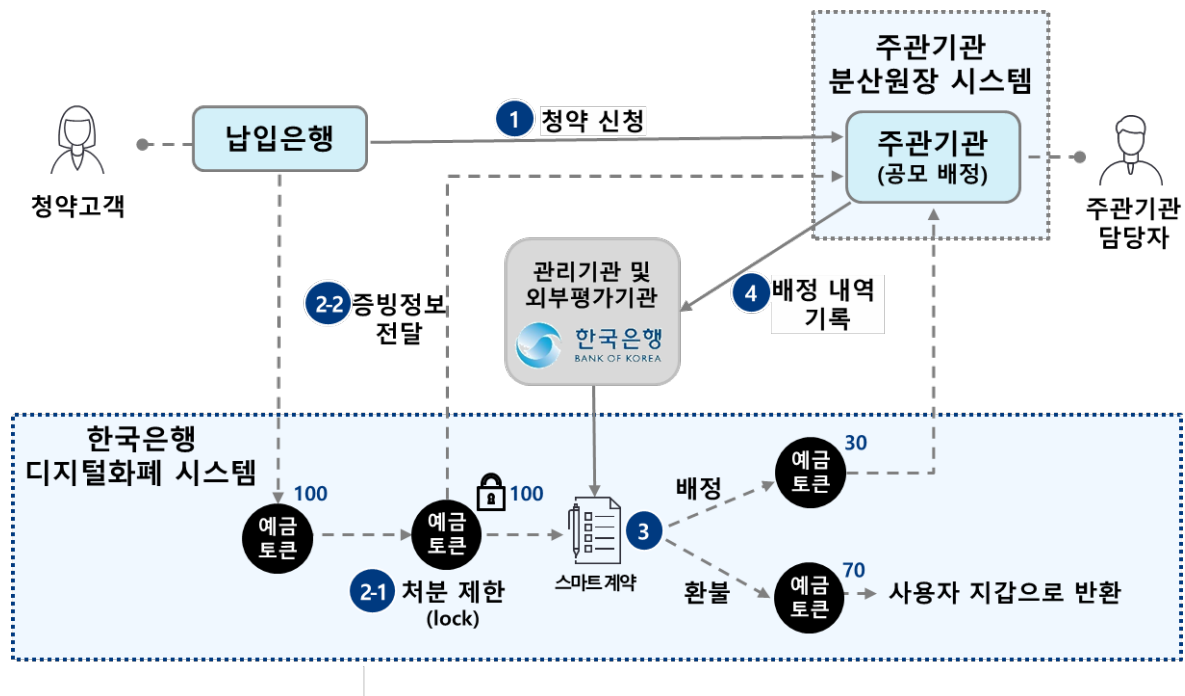 주관기관
분산원장 시스템
납입은행
1 청약 신청
주관기관
(공모 배정)
청약고객
주관기관
담당자
관리기관 및
외부평가기관
한국은행
BANK OF KOREA
2-2 증빙정보
전달
4 배정 내역
기록
한국은행
디지털화폐 시스템
예금
토큰
100
예금
토큰
100
2-1 처분 제한
(lock)
스마트 계약
3
배정
예금
토큰
30
환불
예금
토큰
70
사용자 지갑으로 반환